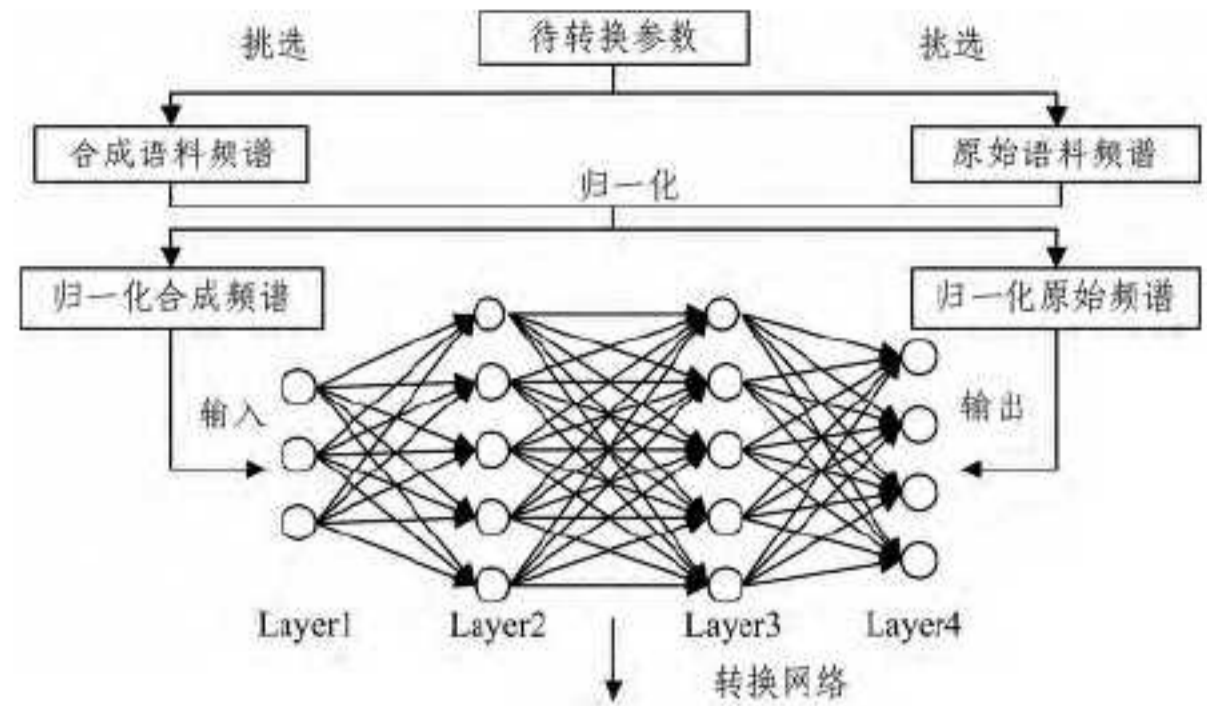 挑选
待转换参数
挑选
合成语料频谱
原始语料频谱
归一化
归一化合成频谱
归一化原始频谱
输入
输出
Layer1
Layer2
Layer3
Layer4
转换网络